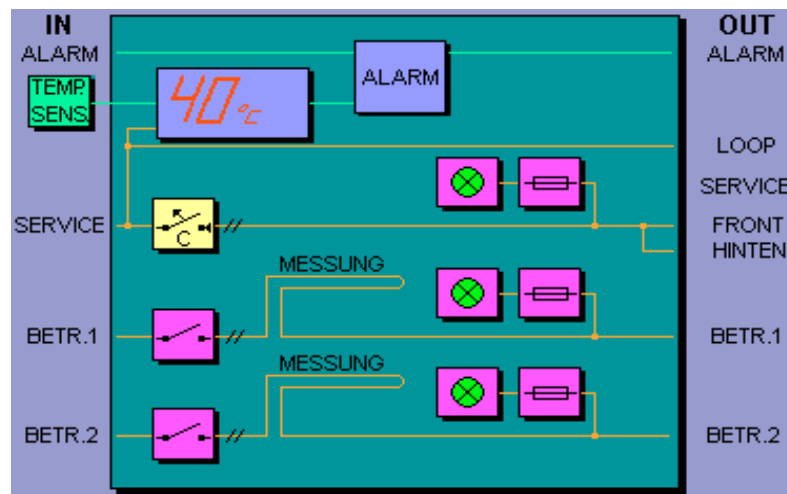 IN
OUT
ALARM
ALARM
TEMP.
SENS.
40 °C
ALARM
LOOP
SERVICE
SERVICE
C
FRONT
HINTEN
MESSUNG
BETR.1
BETR.1
MESSUNG
BETR.2
BETR.2